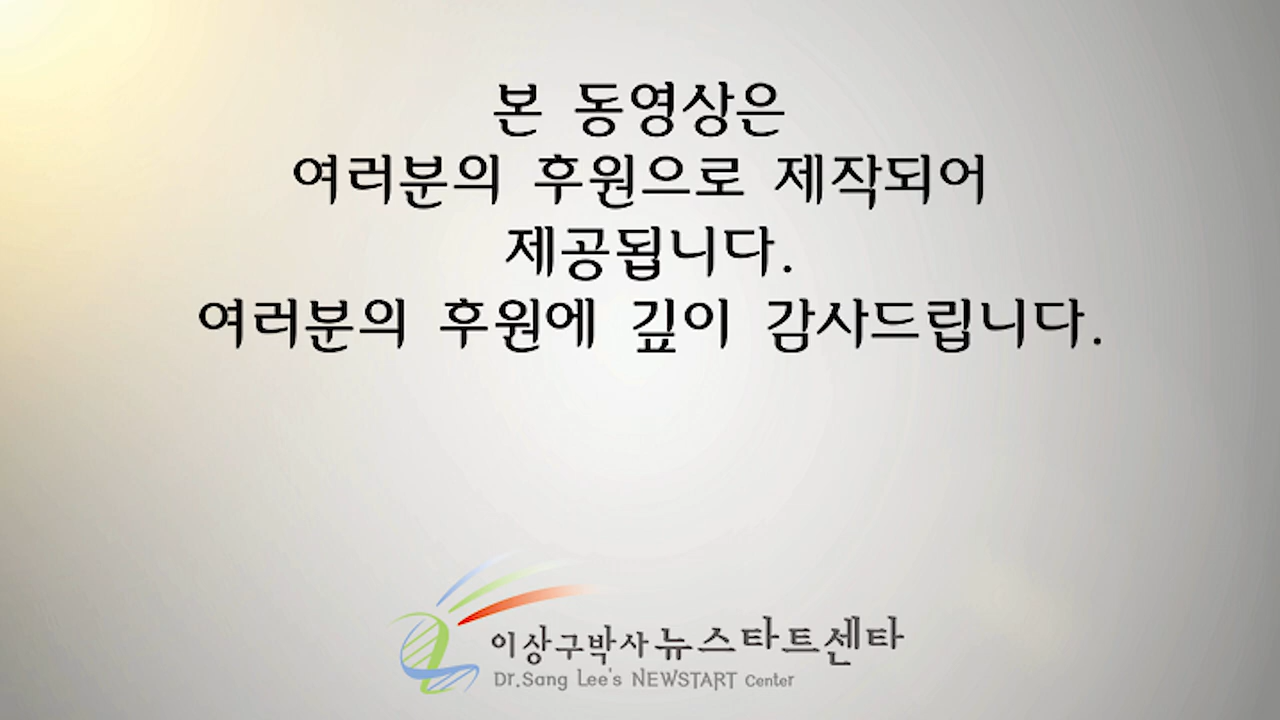 본 동영상은
여러분의 후원으로 제작되어
제공됩니다.
여러분의 후원에 깊이 감사드립니다.
이상구박사뉴스타트센타
Dr.Sang Lee's NEWSTART Center